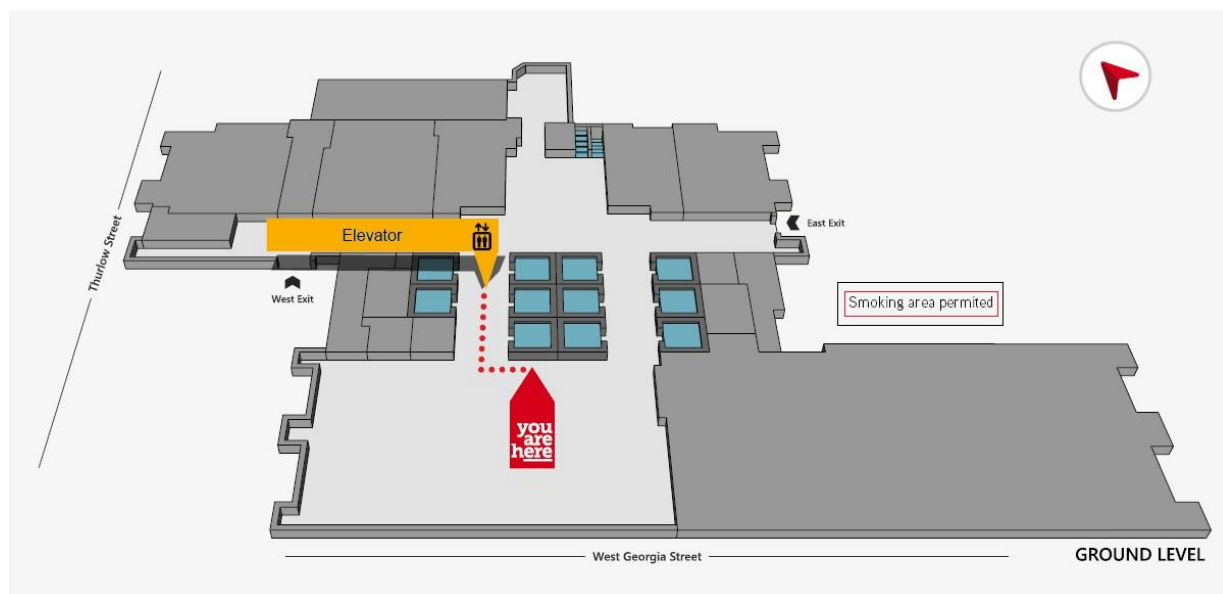 Thurlow Street
East Exit
Elevator
West Exit
Smoking area permited
you
are
here
West Georgia Street
GROUND LEVEL